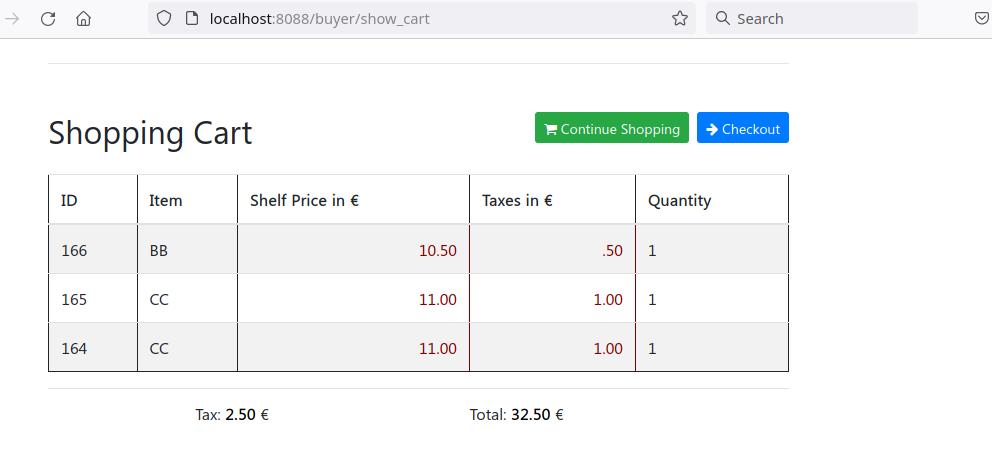 localhost:8088/buyer/show_cart Search
Shopping Cart Continue Shopping Checkout
ID Item Shelf Price in € Taxes in € Quantity
166 BB 10.50 .50 1
165 CC 11.00 1.00 1
164 CC 11.00 1.00 1
Tax: 2.50 € Total: 32.50 €